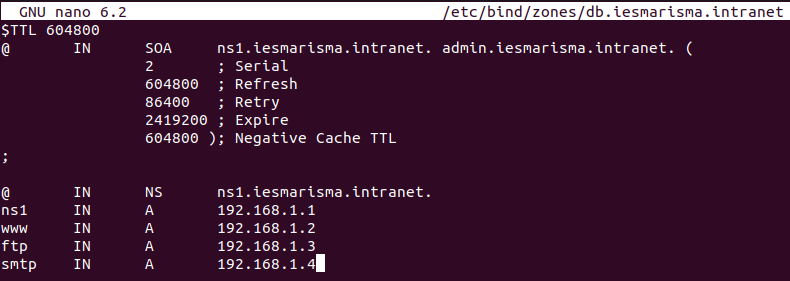 GNU nano 6.2 /etc/bind/zones/db.iesmarisma.intranet
$TTL 604800
@ IN SOA ns1.iesmarisma.intranet. admin.iesmarisma.intranet. (
2 ; Serial
604800 ; Refresh
86400 ; Retry
2419200 ; Expire
604800 ); Negative Cache TTL
;
@ IN NS ns1.iesmarisma.intranet.
ns1 IN A 192.168.1.1
www IN A 192.168.1.2
ftp IN A 192.168.1.3
smtp IN A 192.168.1.4